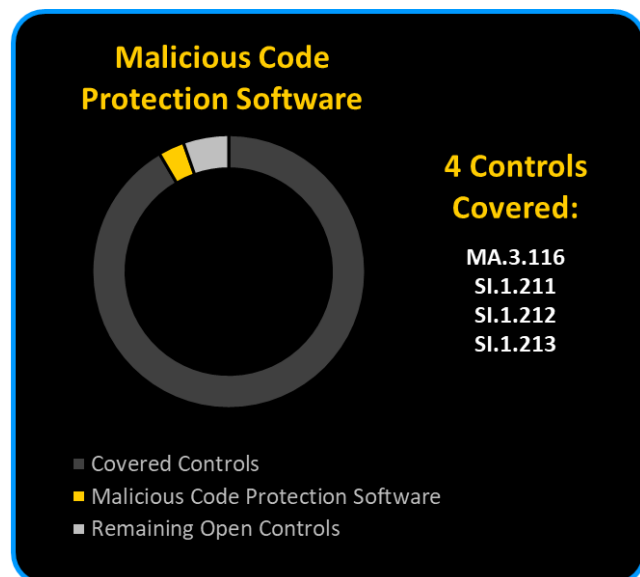 Malicious Code
Protection Software
4 Controls
Covered:
MA.3.116
SI.1.211
SI.1.212
SI.1.213
Covered Controls
Malicious Code Protection Software
Remaining Open Controls